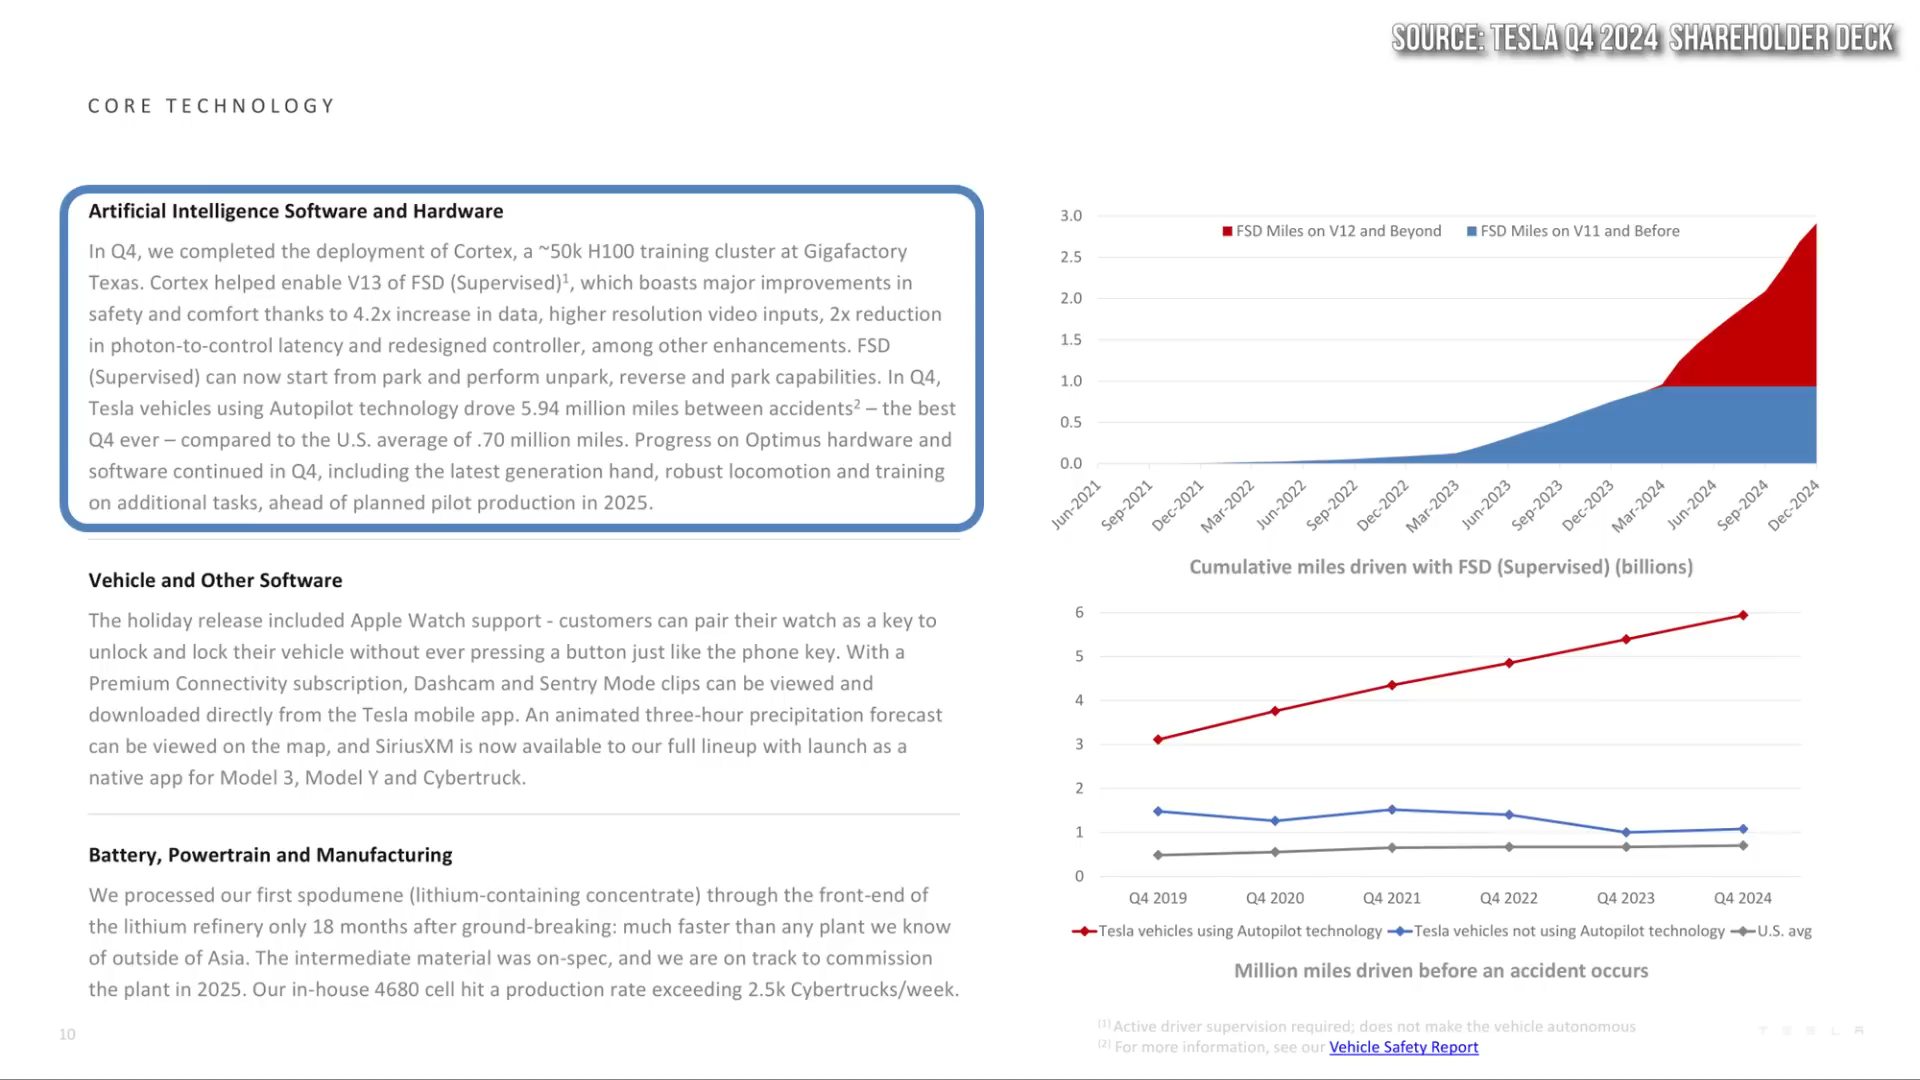 SOURCE: TESLA Q4 2024 SHAREHOLDER DECK
CORE TECHNOLOGY
Artificial Intelligence Software and Hardware
In Q4, we completed the deployment of Cortex, a ~50k H100 training cluster at Gigafactory
Texas. Cortex helped enable V13 of FSD (Supervised)¹, which boasts major improvements in
safety and comfort thanks to 4.2x increase in data, higher resolution video inputs, 2x reduction
in photon-to-control latency and redesigned controller, among other enhancements. FSD
(Supervised) can now start from park and perform unpark, reverse and park capabilities. In Q4,
Tesla vehicles using Autopilot technology drove 5.94 million miles between accidents² – the best
Q4 ever – compared to the U.S. average of .70 million miles. Progress on Optimus hardware and
software continued in Q4, including the latest generation hand, robust locomotion and training
on additional tasks, ahead of planned pilot production in 2025.
Vehicle and Other Software
The holiday release included Apple Watch support - customers can pair their watch as a key to
unlock and lock their vehicle without ever pressing a button just like the phone key. With a
Premium Connectivity subscription, Dashcam and Sentry Mode clips can be viewed and
downloaded directly from the Tesla mobile app. An animated three-hour precipitation forecast
can be viewed on the map, and SiriusXM is now available to our full lineup with launch as a
native app for Model 3, Model Y and Cybertruck.
Battery, Powertrain and Manufacturing
We processed our first spodumene (lithium-containing concentrate) through the front-end of
the lithium refinery only 18 months after ground-breaking: much faster than any plant we know
of outside of Asia. The intermediate material was on-spec, and we are on track to commission
the plant in 2025. Our in-house 4680 cell hit a production rate exceeding 2.5k Cybertrucks/week.
10
3.0
FSD Miles on V12 and Beyond FSD Miles on V11 and Before
2.5
2.0
1.5
1.0
0.5
0.0
Jun-2021 Sep-2021 Dec-2021 Mar-2022 Jun-2022 Sep-2022 Dec-2022 Mar-2023 Jun-2023 Sep-2023 Dec-2023 Mar-2024 Jun-2024 Sep-2024 Dec-2024
Cumulative miles driven with FSD (Supervised) (billions)
6
5
4
3
2
1
0
Q4 2019 Q4 2020 Q4 2021 Q4 2022 Q4 2023 Q4 2024
Tesla vehicles using Autopilot technology Tesla vehicles not using Autopilot technology U.S. avg
Million miles driven before an accident occurs
[1] Active driver supervision required; does not make the vehicle autonomous
[2] For more information, see our Vehicle Safety Report
TESLA